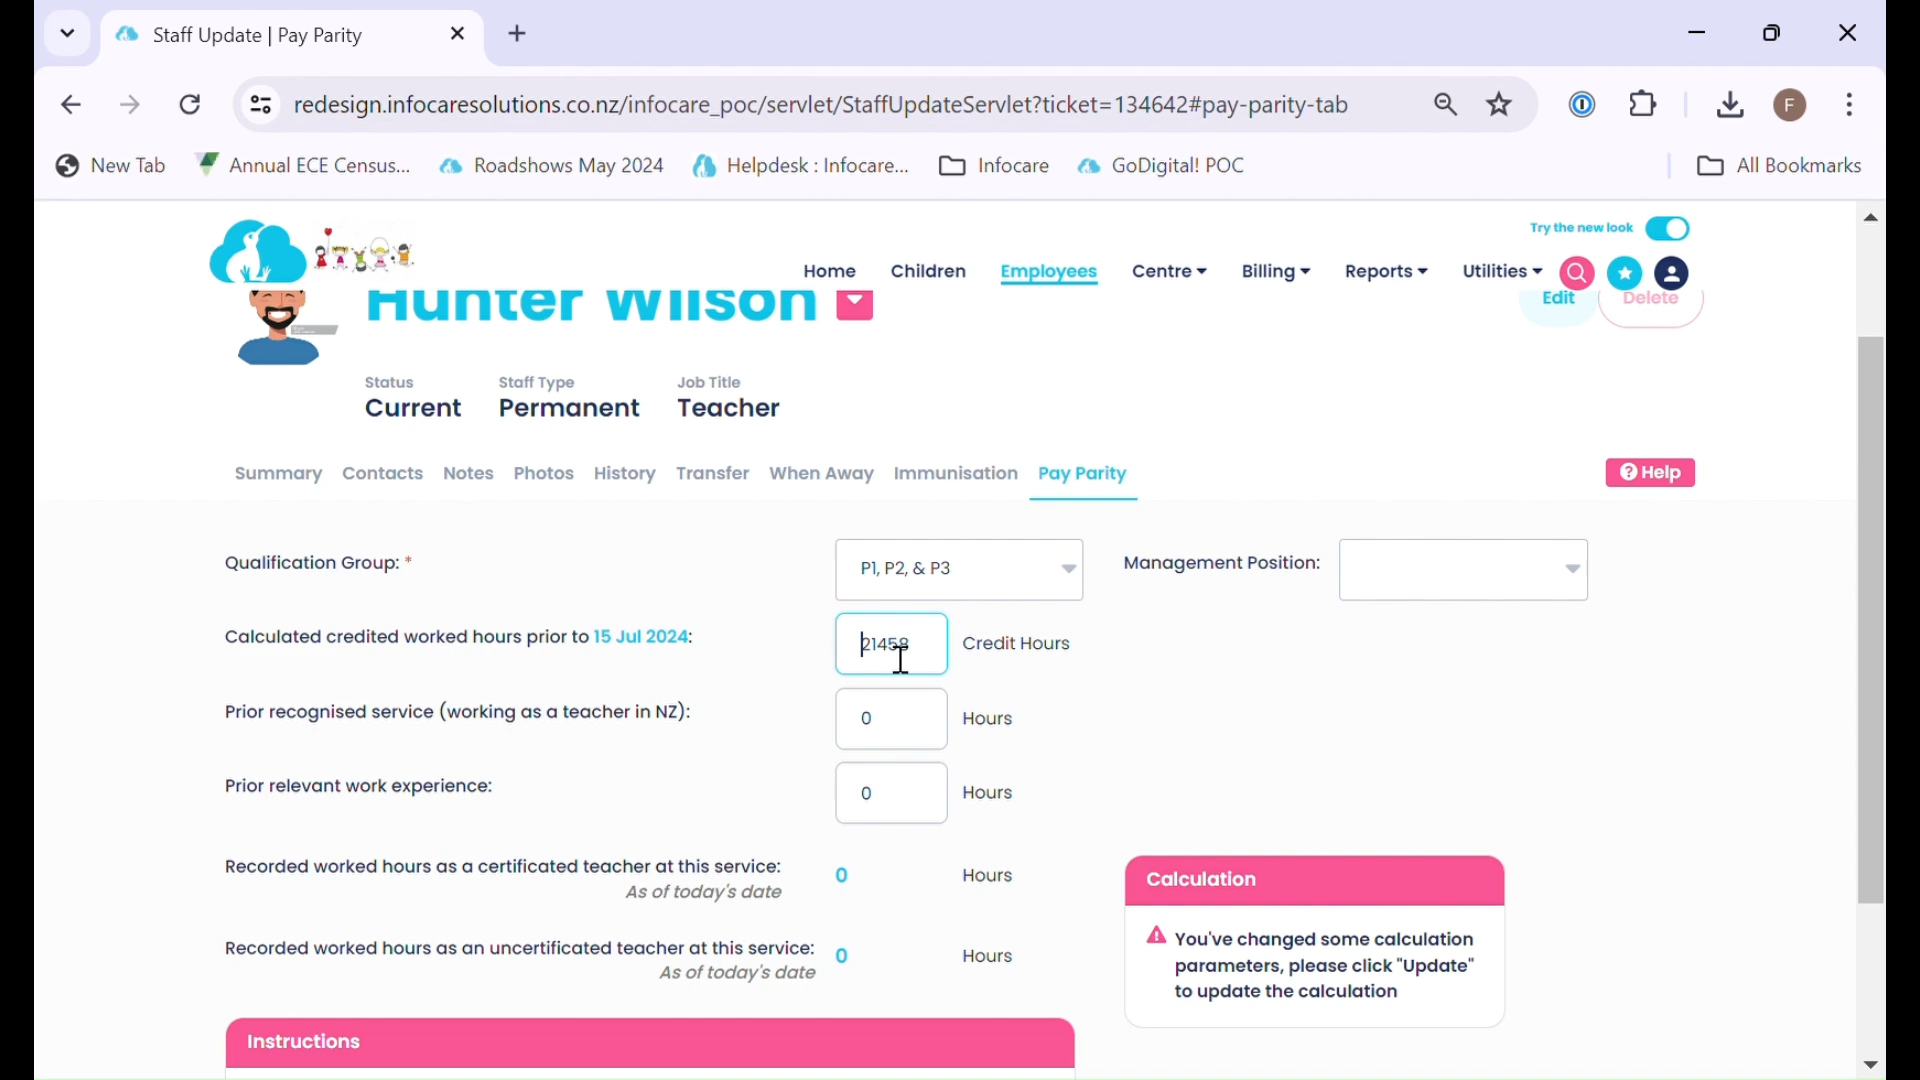 Staff Update | Pay Parity
redesign.infocaresolutions.co.nz/infocare_poc/servlet/StaffUpdateServlet?ticket=134642#pay-parity-tab
F
New Tab
Annual ECE Census...
Roadshows May 2024
Helpdesk : Infocare...
Infocare
GoDigital! POC
All Bookmarks
Try the new look
Home Children Employees Centre Billing Reports Utilities
Hunter Wilson
Edit Delete
Status Staff Type Job Title
Current Permanent Teacher
Summary Contacts Notes Photos History Transfer When Away Immunisation Pay Parity
Help
Qualification Group: * P1, P2, & P3 Management Position:
Calculated credited worked hours prior to 15 Jul 2024: 21458 Credit Hours
Prior recognised service (working as a teacher in NZ): 0 Hours
Prior relevant work experience: 0 Hours
Recorded worked hours as a certificated teacher at this service: 0 Hours
As of today's date
Recorded worked hours as an uncertificated teacher at this service: 0 Hours
As of today's date
Calculation
You've changed some calculation
parameters, please click "Update"
to update the calculation
Instructions